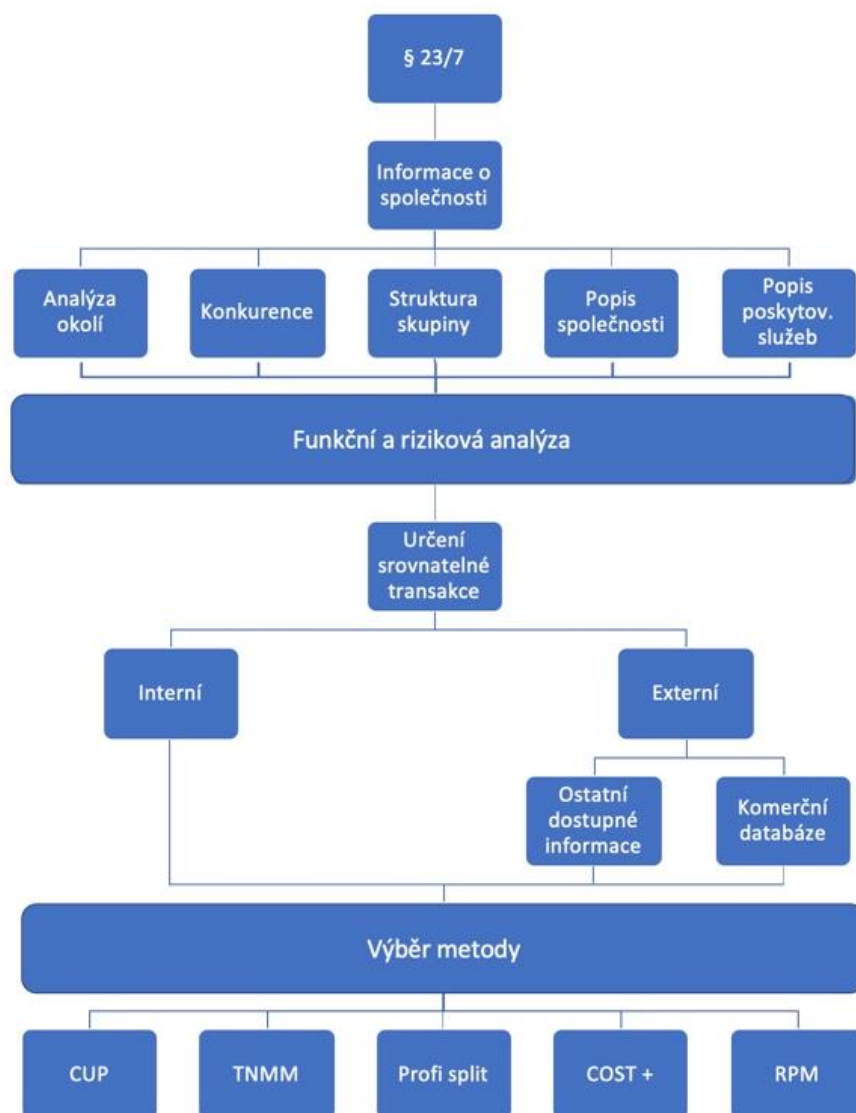 § 23/7
Informace o
společnosti
Analýza
okolí
Konkurence
Struktura
skupiny
Popis
společnosti
Popis
poskytov.
služeb
Funkční a riziková analýza
Určení
srovnatelné
transakce
Interní
Externí
Ostatní
dostupné
informace
Komerční
databáze
Výběr metody
CUP
TNMM
Profi split
COST +
RPM